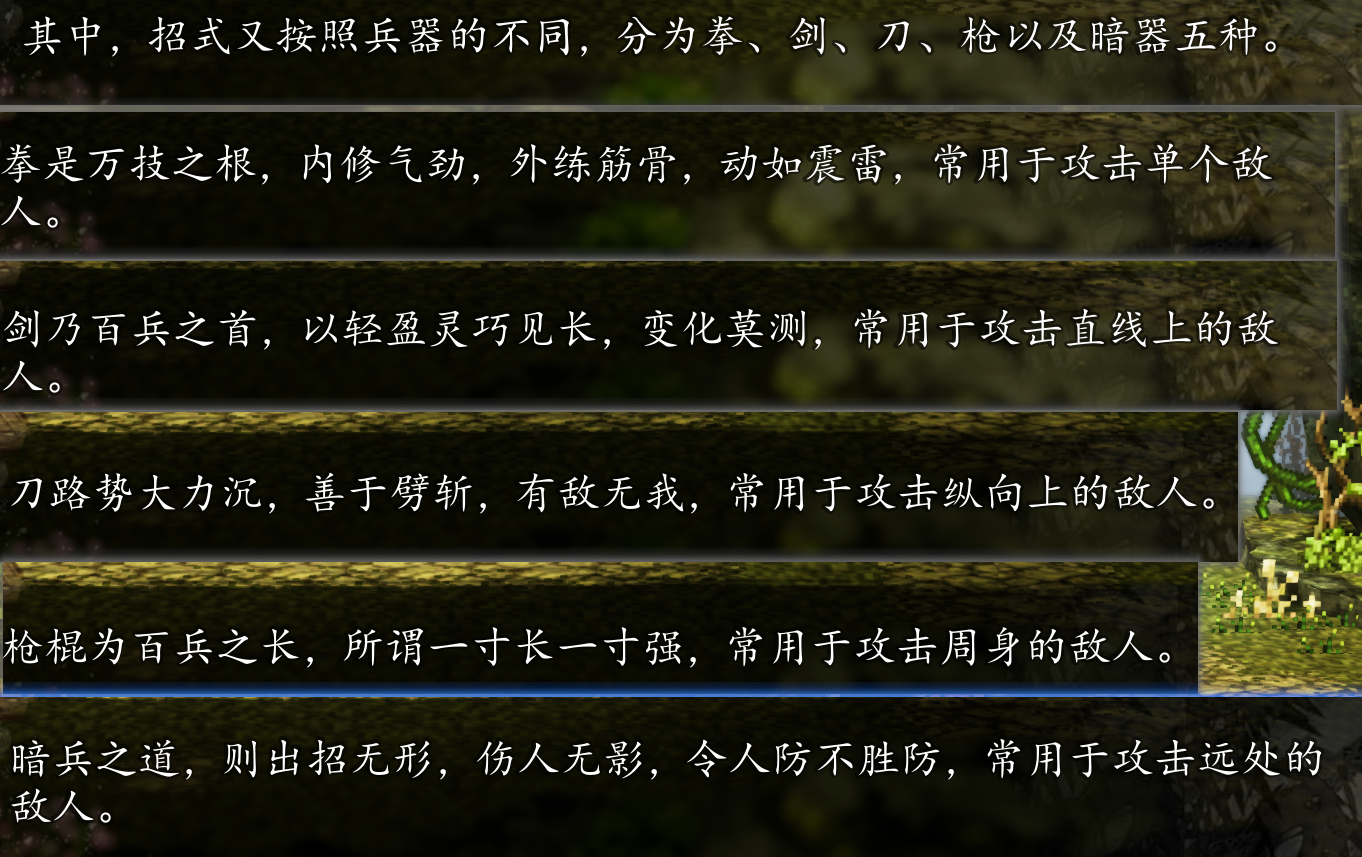 其中，招式又按照兵器的不同，分为拳、剑、刀、枪以及暗器五种。
拳是万技之根，内修气劲，外练筋骨，动如震雷，常用于攻击单个敌
人。
剑乃百兵之首，以轻盈灵巧见长，变化莫测，常用于攻击直线上的敌
人。
刀路势大力沉，善于劈斩，有敌无我，常用于攻击纵向上的敌人。
枪棍为百兵之长，所谓一寸长一寸强，常用于攻击周身的敌人。
暗兵之道，则出招无形，伤人无影，令人防不胜防，常用于攻击远处的
敌人。